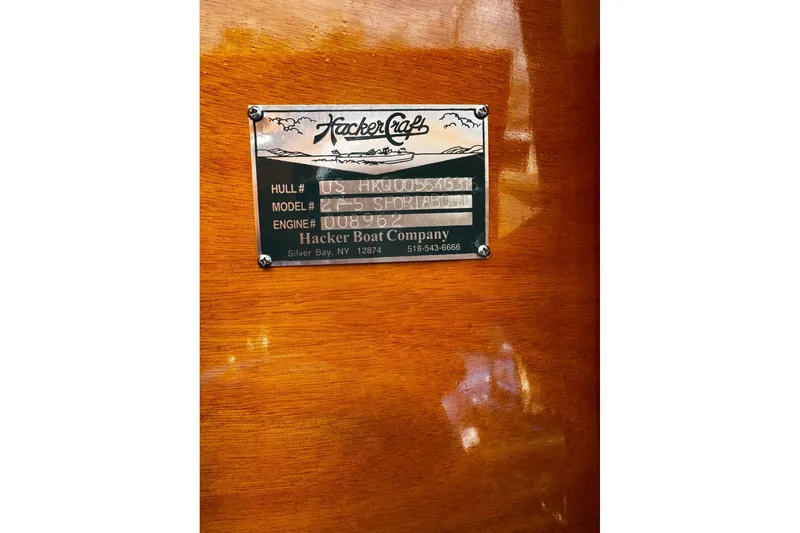 HackerCraft
HULL# US HKQ00564G31
MODEL# 27-5 SPORTABOUT
ENGINE# 008962
Hacker Boat Company
Silver Bay, NY 12874 518-543-6666